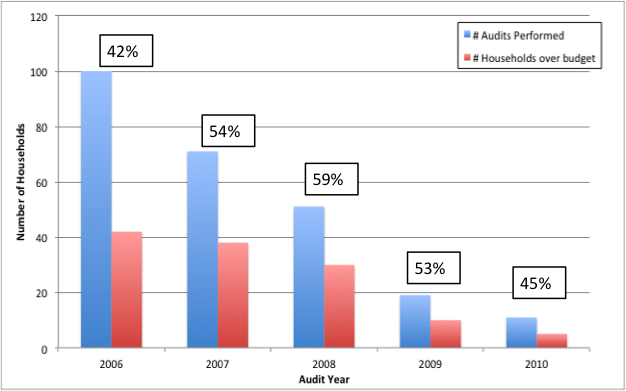 120
# Audits Performed
# Households over budget
42%
100
54%
80
59%
60
53%
40
45%
20
0
Number of Households
2006 2007 2008 2009 2010
Audit Year